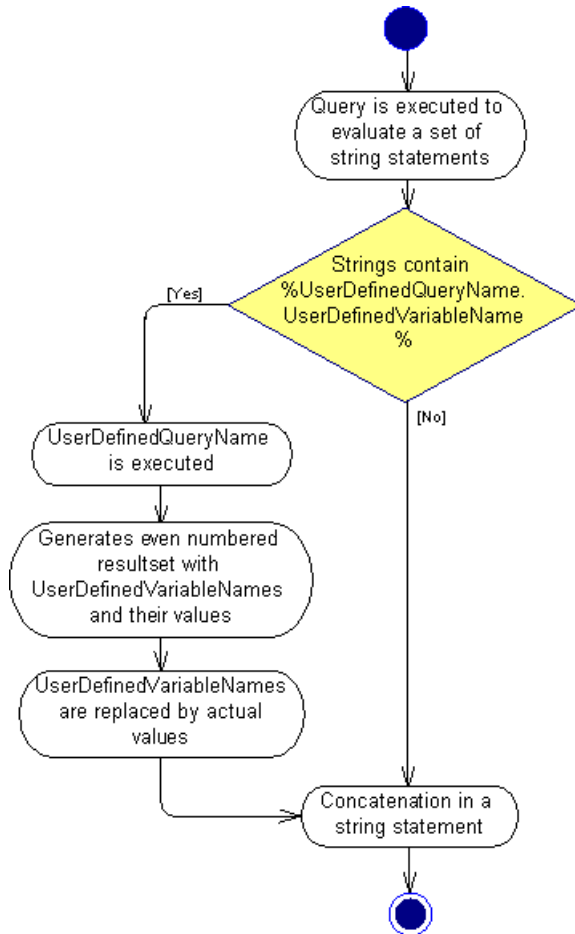 Query is executed to
evaluate a set of
string statements
Strings contain
%UserDefinedQueryName.
UserDefinedVariableName
%
[Yes]
[No]
UserDefinedQueryName
is executed
Generates even numbered
resultset with
UserDefinedVariableNames
and their values
UserDefinedVariableNames
are replaced by actual
values
Concatenation in a
string statement